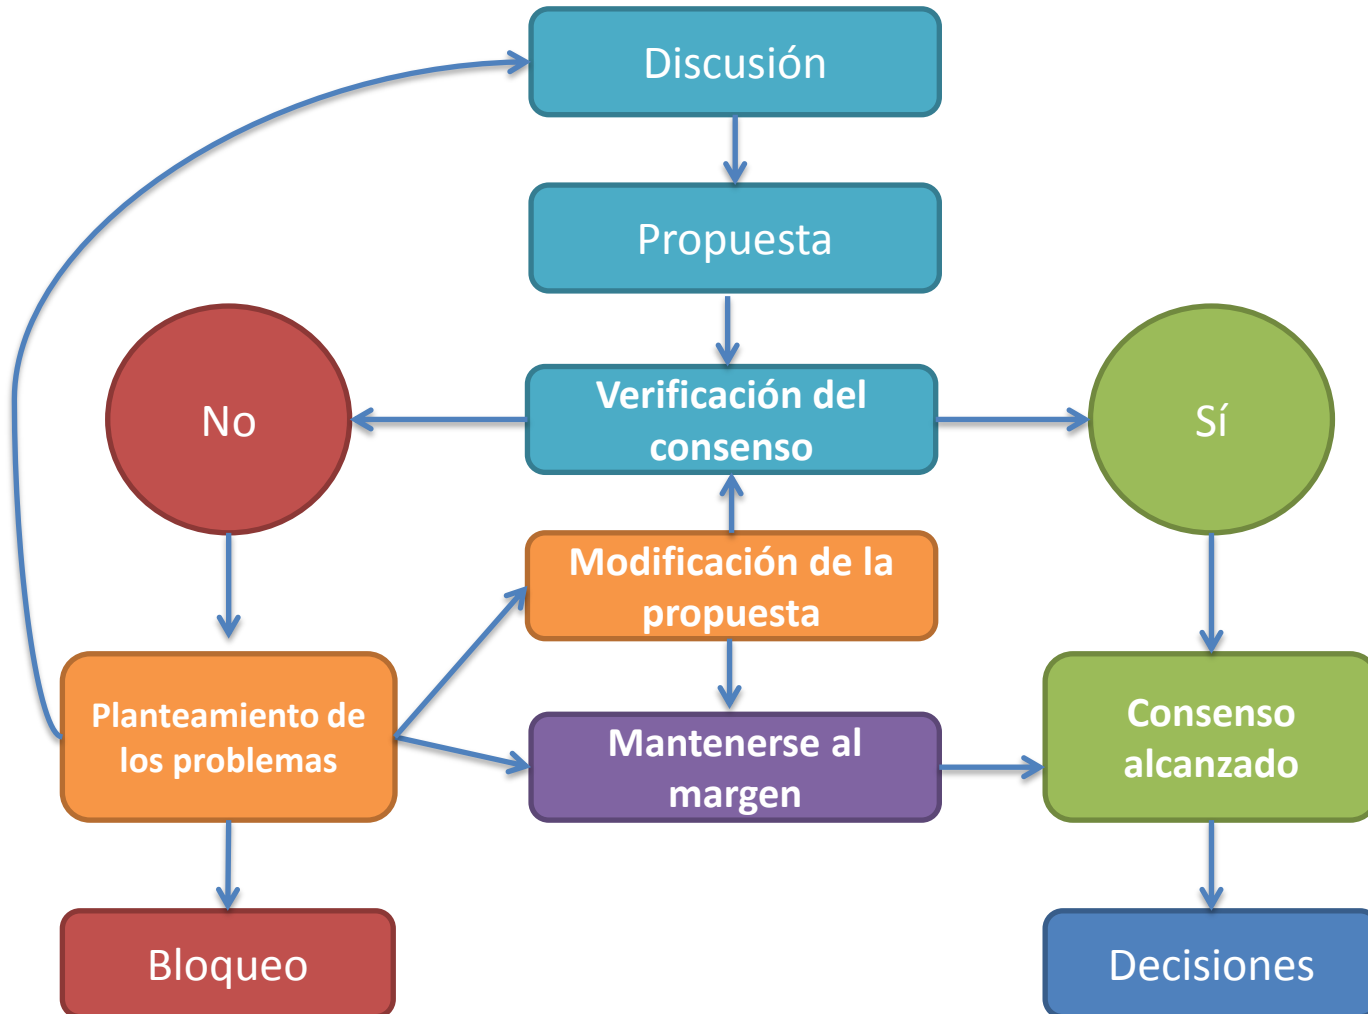 Discusión
Propuesta
Verificación del
consenso
No
Sí
Modificación de la
propuesta
Planteamiento de
los problemas
Mantenerse al
margen
Consenso
alcanzado
Bloqueo
Decisiones